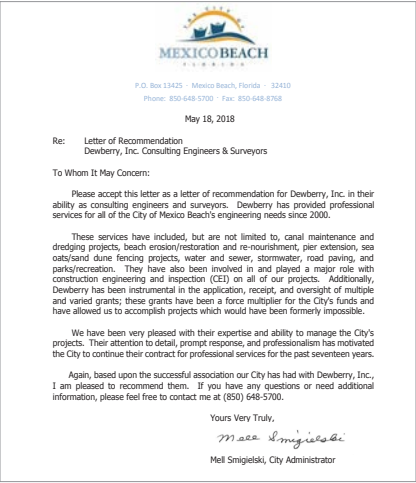 THE CITY OF
MEXICO BEACH
FLORIDA
P.O. Box 13425 · Mexico Beach, Florida · 32410
Phone: 850-648-5700 · Fax: 850-648-8768
May 18, 2018
Re: Letter of Recommendation
Dewberry, Inc. Consulting Engineers & Surveyors
To Whom It May Concern:
Please accept this letter as a letter of recommendation for Dewberry, Inc. in their
ability as consulting engineers and surveyors. Dewberry has provided professional
services for all of the City of Mexico Beach's engineering needs since 2000.
These services have included, but are not limited to, canal maintenance and
dredging projects, beach erosion/restoration and re-nourishment, pier extension, sea
oats/sand dune fencing projects, water and sewer, stormwater, road paving, and
parks/recreation. They have also been involved in and played a major role with
construction engineering and inspection (CEI) on all of our projects. Additionally,
Dewberry has been instrumental in the application, receipt, and oversight of multiple
and varied grants; these grants have been a force multiplier for the City's funds and
have allowed us to accomplish projects which would have been formerly impossible.
We have been very pleased with their expertise and ability to manage the City's
projects. Their attention to detail, prompt response, and professionalism has motivated
the City to continue their contract for professional services for the past seventeen years.
Again, based upon the successful association our City has had with Dewberry, Inc.,
I am pleased to recommend them. If you have any questions or need additional
information, please feel free to contact me at (850) 648-5700.
Yours Very Truly,
Mell Smigielski
Mell Smigielski, City Administrator